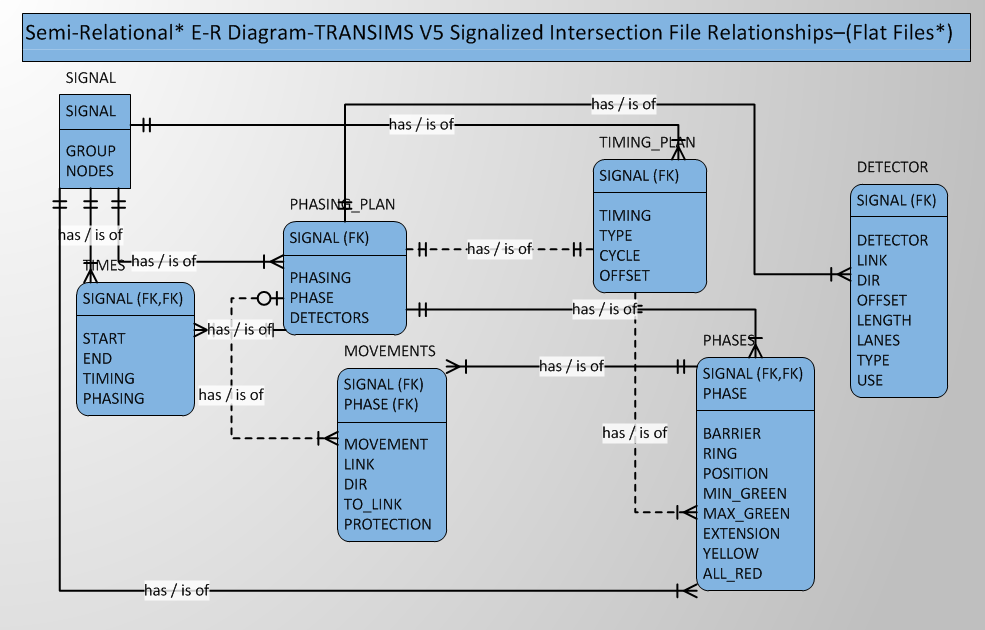 Semi-Relational* E-R Diagram-TRANSIMS V5 Signalized Intersection File Relationships–(Flat Files*)
SIGNAL
SIGNAL
GROUP
NODES
has / is of
has / is of
TIMING_PLAN
SIGNAL (FK)
TIMING
TYPE
CYCLE
OFFSET
DETECTOR
SIGNAL (FK)
DETECTOR
LINK
DIR
OFFSET
LENGTH
LANES
TYPE
USE
PHASING_PLAN
SIGNAL (FK)
PHASING
PHASE
DETECTORS
has / is of
has / is of
has / is of
TIMES
SIGNAL (FK,FK)
START
END
TIMING
PHASING
has / is of
has / is of
has / is of
MOVEMENTS
SIGNAL (FK)
PHASE (FK)
MOVEMENT
LINK
DIR
TO_LINK
PROTECTION
has / is of
has / is of
PHASES
SIGNAL (FK,FK)
PHASE
BARRIER
RING
POSITION
MIN_GREEN
MAX_GREEN
EXTENSION
YELLOW
ALL_RED
has / is of